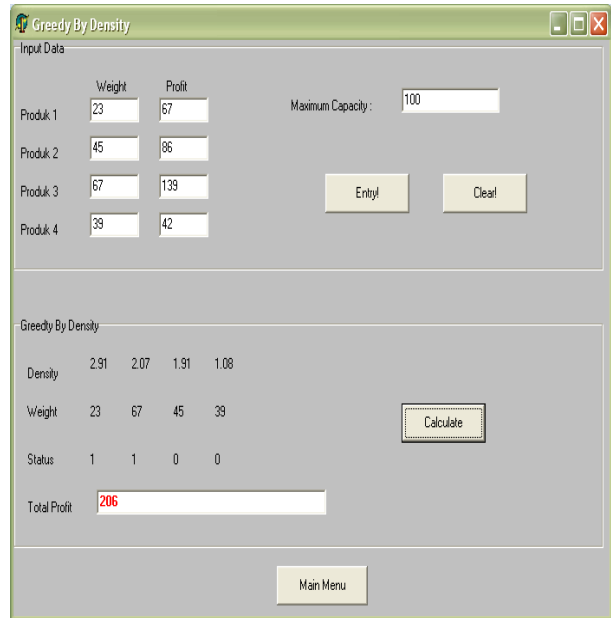 Greedy By Density
Input Data
Weight Profit
Produk 1 23 67 Maximum Capacity : 100
Produk 2 45 86
Produk 3 67 139 Entry! Clear!
Produk 4 39 42
Greedty By Density
Density 2.91 2.07 1.91 1.08
Weight 23 67 45 39 Calculate
Status 1 1 0 0
Total Profit 206
Main Menu